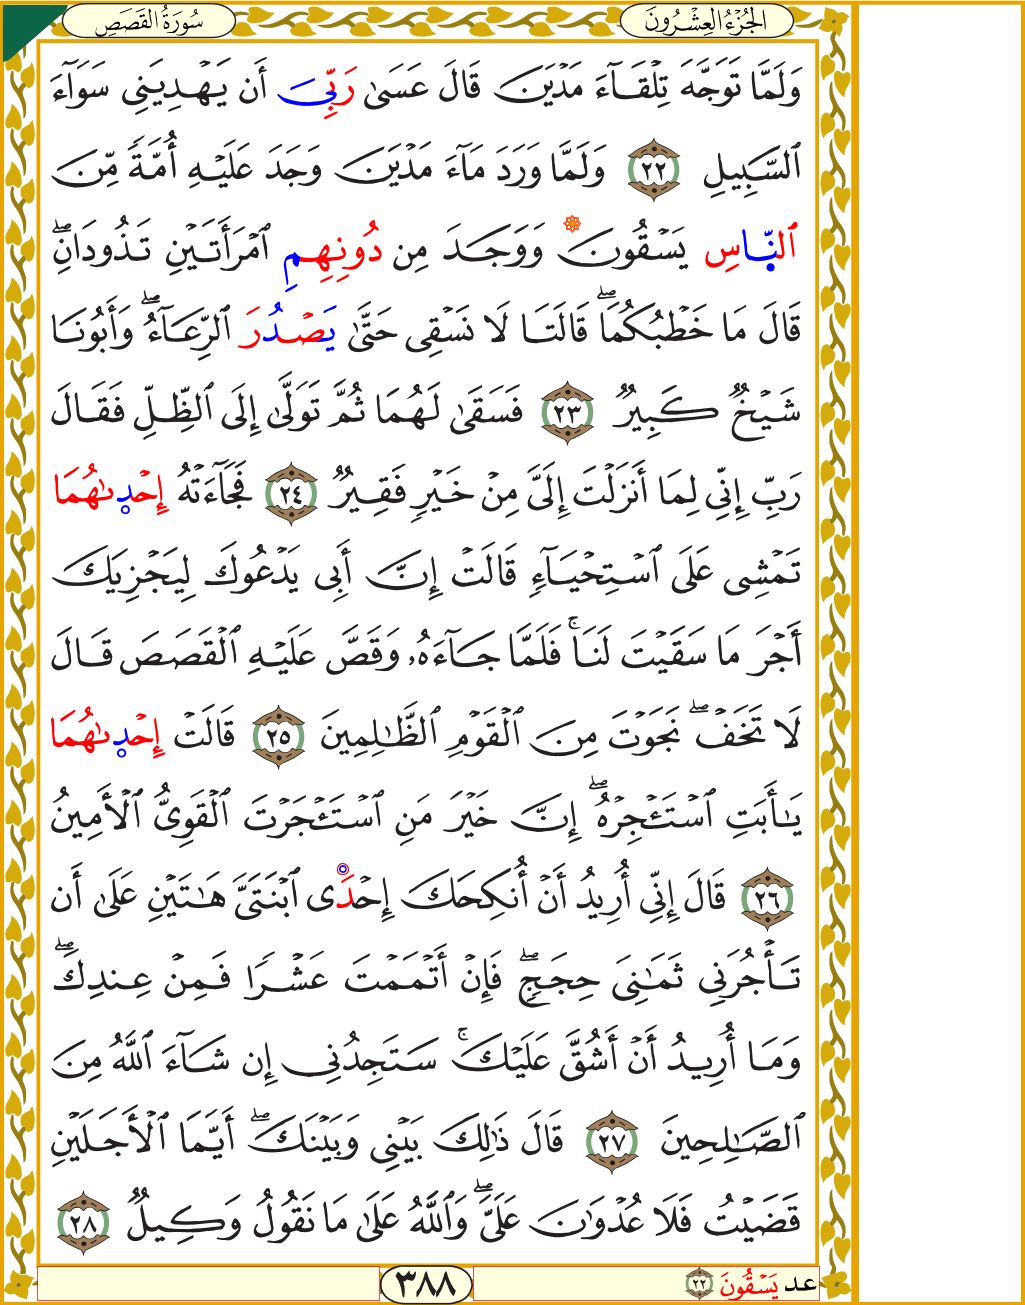 الجُزْءُ العِشْرُونَ
سُورَةُ القَصَصِ
وَلَمَّا تَوَجَّهَ تِلْقَآءَ مَدْيَنَ قَالَ عَسَىٰ رَبِّيَ أَن يَهْدِيَنِي سَوَآءَ
ٱلسَّبِيلِ ٢٢ وَلَمَّا وَرَدَ مَآءَ مَدْيَنَ وَجَدَ عَلَيْهِ أُمَّةٗ مِّنَ
ٱلنَّاسِ يَسْقُونَ ۞ وَوَجَدَ مِن دُونِهِمِ ٱمْرَأَتَيْنِ تَذُودَانِۖ
قَالَ مَا خَطْبُكُمَاۖ قَالَتَا لَا نَسْقِي حَتَّىٰ يَصْدُرَ ٱلرِّعَآءُۖ وَأَبُونَا
شَيْخٞ كَبِيرٞ ٢٣ فَسَقَىٰ لَهُمَا ثُمَّ تَوَلَّىٰ إِلَى ٱلظِّلِّ فَقَالَ
رَبِّ إِنِّي لِمَا أَنزَلْتَ إِلَيَّ مِنْ خَيْرٖ فَقِيرٞ ٢٤ فَجَآءَتْهُ إِحْدىٰهُمَا
تَمْشِي عَلَى ٱسْتِحْيَآءٖ قَالَتْ إِنَّ أَبِي يَدْعُوكَ لِيَجْزِيَكَ
أَجْرَ مَا سَقَيْتَ لَنَاۚ فَلَمَّا جَآءَهُۥ وَقَصَّ عَلَيْهِ ٱلْقَصَصَ قَالَ
لَا تَخَفْۖ نَجَوْتَ مِنَ ٱلْقَوْمِ ٱلظَّٰلِمِينَ ٢٥ قَالَتْ إِحْدىٰهُمَا
يَٰأَبَتِ ٱسْتَـْٔجِرْهُۖ إِنَّ خَيْرَ مَنِ ٱسْتَـْٔجَرْتَ ٱلْقَوِيُّ ٱلْأَمِينُ
٢٦ قَالَ إِنِّي أُرِيدُ أَنْ أُنكِحَكَ إِحْدَى ٱبْنَتَيَّ هَٰتَيْنِ عَلَىٰ أَن
تَأْجُرَنِي ثَمَٰنِيَ حِجَجٖۖ فَإِنْ أَتْمَمْتَ عَشْرٗا فَمِنْ عِندِكَۖ
وَمَا أُرِيدُ أَنْ أَشُقَّ عَلَيْكَۚ سَتَجِدُنِي إِن شَآءَ ٱللَّهُ مِنَ
ٱلصَّٰلِحِينَ ٢٧ قَالَ ذَٰلِكَ بَيْنِي وَبَيْنَكَۖ أَيَّمَا ٱلْأَجَلَيْنِ
قَضَيْتُ فَلَا عُدْوَٰنَ عَلَيَّۖ وَٱللَّهُ عَلَىٰ مَا نَقُولُ وَكِيلٞ ٢٨
عد يَسْقُونَ ٢٢
٣٨٨